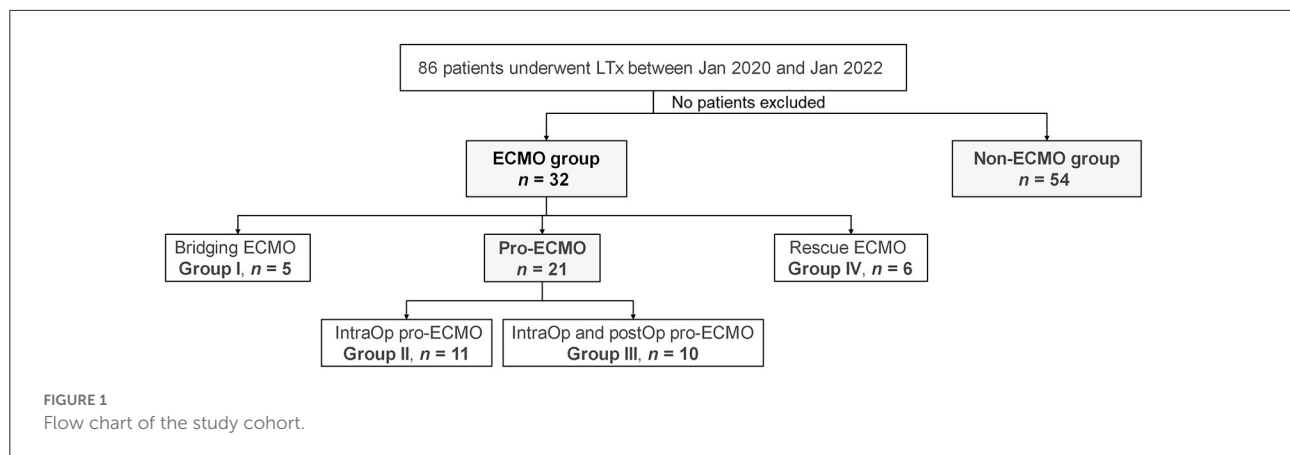 86 patients underwent LTx between Jan 2020 and Jan 2022
No patients excluded
ECMO group
n = 32
Non-ECMO group
n = 54
Bridging ECMO
Group I, n = 5
Pro-ECMO
n = 21
Rescue ECMO
Group IV, n = 6
IntraOp pro-ECMO
Group II, n = 11
IntraOp and postOp pro-ECMO
Group III, n = 10
FIGURE 1
Flow chart of the study cohort.